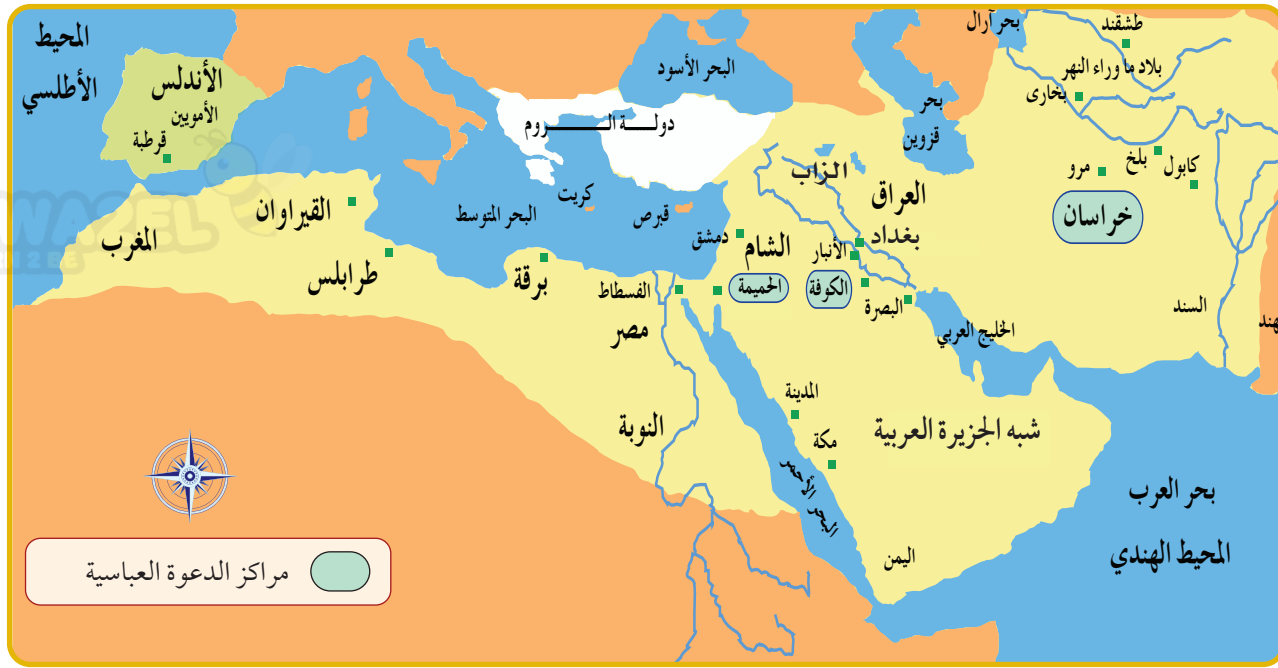 المحيط
الأطلسي
الأندلس
الأمويين
قرطبة
البحر الأسود
بحر آرال
طشقند
بلاد ما وراء النهر
بخارى
بحر
قزوين
دولــة الــــروم
الزاب
العراق
بغداد
مرو
بلخ
كابول
خراسان
كريت
قبرص
البحر المتوسط
دمشق
الشام
الأنبار
الحميمة
الكوفة
البصرة
القيراوان
المغرب
طرابلس
برقة
الفسطاط
مصر
النوبة
الخليج العربي
السند
هند
المدينة
مكة
شبه الجزيرة العربية
البحر الأحمر
اليمن
بحر العرب
المحيط الهندي
مراكز الدعوة العباسية